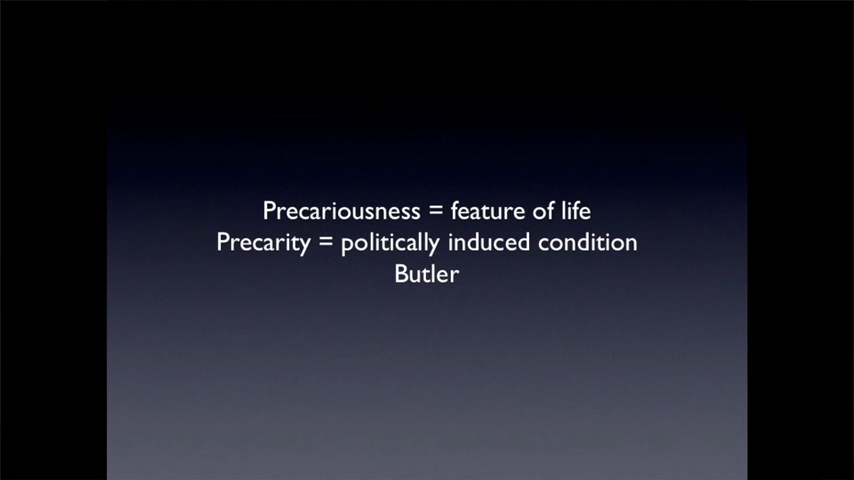 Precariousness = feature of life
Precarity = politically induced condition
Butler